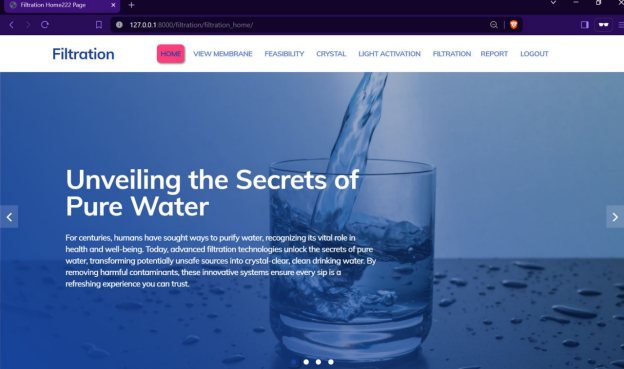 Filtration Home222 Page
127.0.0.1:8000/filtration/filtration_home/
Filtration
HOME VIEW MEMBRANE FEASIBILITY CRYSTAL LIGHT ACTIVATION FILTRATION REPORT LOGOUT
Unveiling the Secrets of
Pure Water
For centuries, humans have sought ways to purify water, recognizing its vital role in
health and well-being. Today, advanced filtration technologies unlock the secrets of pure
water, transforming potentially unsafe sources into crystal-clear, clean drinking water. By
removing harmful contaminants, these innovative systems ensure every sip is a
refreshing experience you can trust.